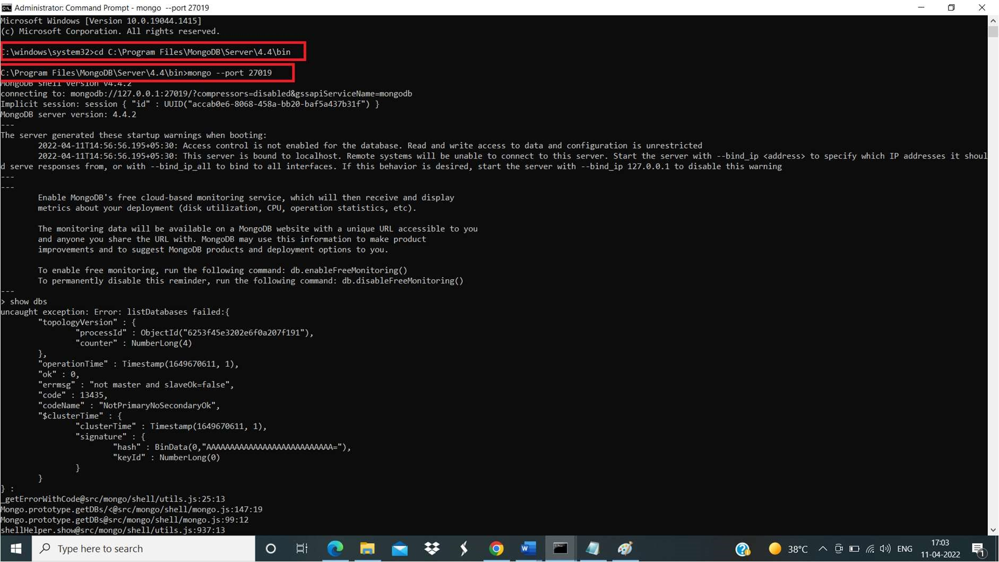 Administrator: Command Prompt - mongo  --port 27019
Microsoft Windows [Version 10.0.19044.1415]
(c) Microsoft Corporation. All rights reserved.
C:\windows\system32>cd C:\Program Files\MongoDB\Server\4.4\bin
C:\Program Files\MongoDB\Server\4.4\bin>mongo --port 27019
MongoDB shell version v4.4.2
connecting to: mongodb://127.0.0.1:27019/?compressors=disabled&gssapiServiceName=mongodb
Implicit session: session { "id" : UUID("accab0e6-8068-458a-bb20-baf5a437b31f") }
MongoDB server version: 4.4.2
---
The server generated these startup warnings when booting:
        2022-04-11T14:56:56.195+05:30: Access control is not enabled for the database. Read and write access to data and configuration is unrestricted
        2022-04-11T14:56:56.195+05:30: This server is bound to localhost. Remote systems will be unable to connect to this server. Start the server with --bind_ip <address> to specify which IP addresses it shoul
d serve responses from, or with --bind_ip_all to bind to all interfaces. If this behavior is desired, start the server with --bind_ip 127.0.0.1 to disable this warning
---
---
        Enable MongoDB's free cloud-based monitoring service, which will then receive and display
        metrics about your deployment (disk utilization, CPU, operation statistics, etc).
        The monitoring data will be available on a MongoDB website with a unique URL accessible to you
        and anyone you share the URL with. MongoDB may use this information to make product
        improvements and to suggest MongoDB products and deployment options to you.
        To enable free monitoring, run the following command: db.enableFreeMonitoring()
        To permanently disable this reminder, run the following command: db.disableFreeMonitoring()
---
> show dbs
uncaught exception: Error: listDatabases failed:{
        "topologyVersion" : {
                "processId" : ObjectId("6253f45e3202e6f0a207f191"),
                "counter" : NumberLong(4)
        },
        "operationTime" : Timestamp(1649670611, 1),
        "ok" : 0,
        "errmsg" : "not master and slaveOk=false",
        "code" : 13435,
        "codeName" : "NotPrimaryNoSecondaryOk",
        "$clusterTime" : {
                "clusterTime" : Timestamp(1649670611, 1),
                "signature" : {
                        "hash" : BinData(0,"AAAAAAAAAAAAAAAAAAAAAAAAAAA="),
                        "keyId" : NumberLong(0)
                }
        }
} :
_getErrorWithCode@src/mongo/shell/utils.js:25:13
Mongo.prototype.getDBs/<@src/mongo/shell/mongo.js:147:19
Mongo.prototype.getDBs@src/mongo/shell/mongo.js:99:12
shellHelper.show@src/mongo/shell/utils.js:937:13
Type here to search
38°C
ENG
17:03
11-04-2022
1